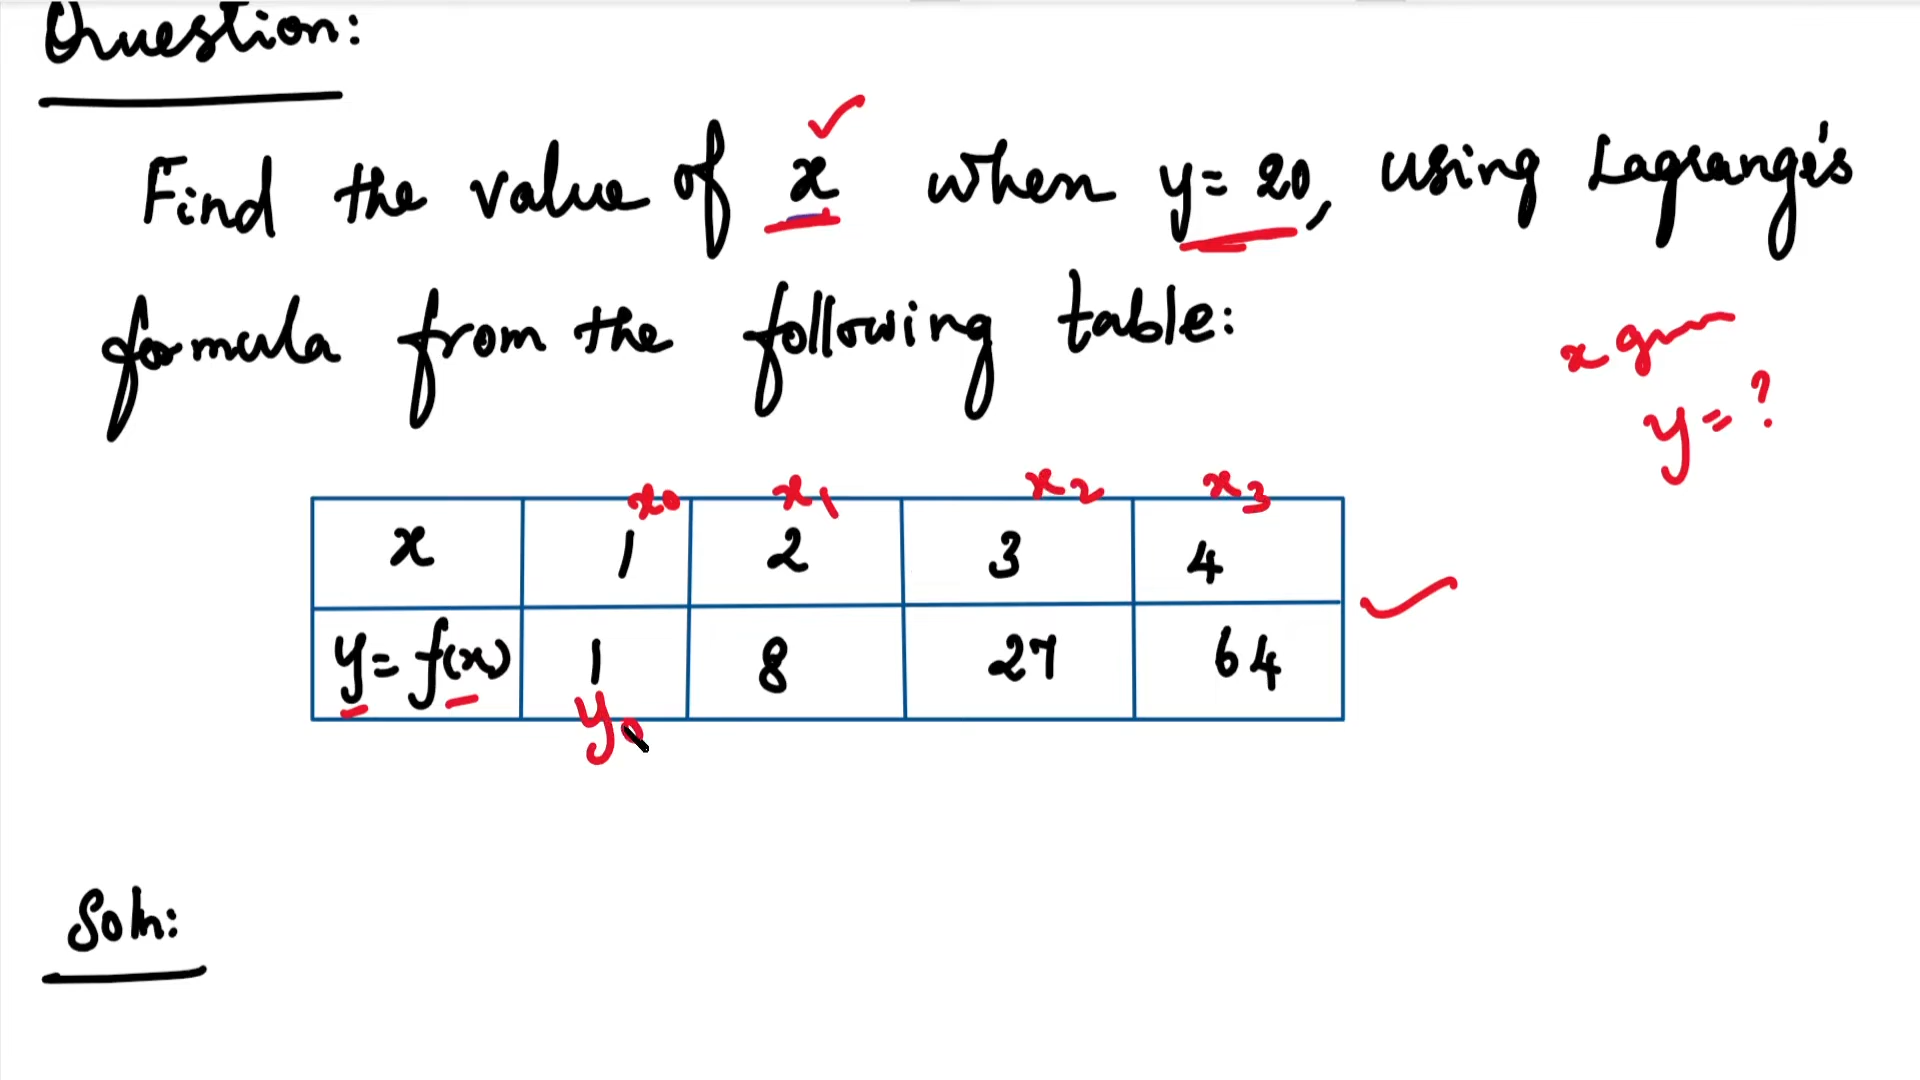 Question:
Find the value of x when y = 20, using Lagrange's
formula from the following table:
x
y = ?
x0 x1 x2 x3
x 1 2 3 4
y = f(x) 1 8 27 64
y0
Soln: